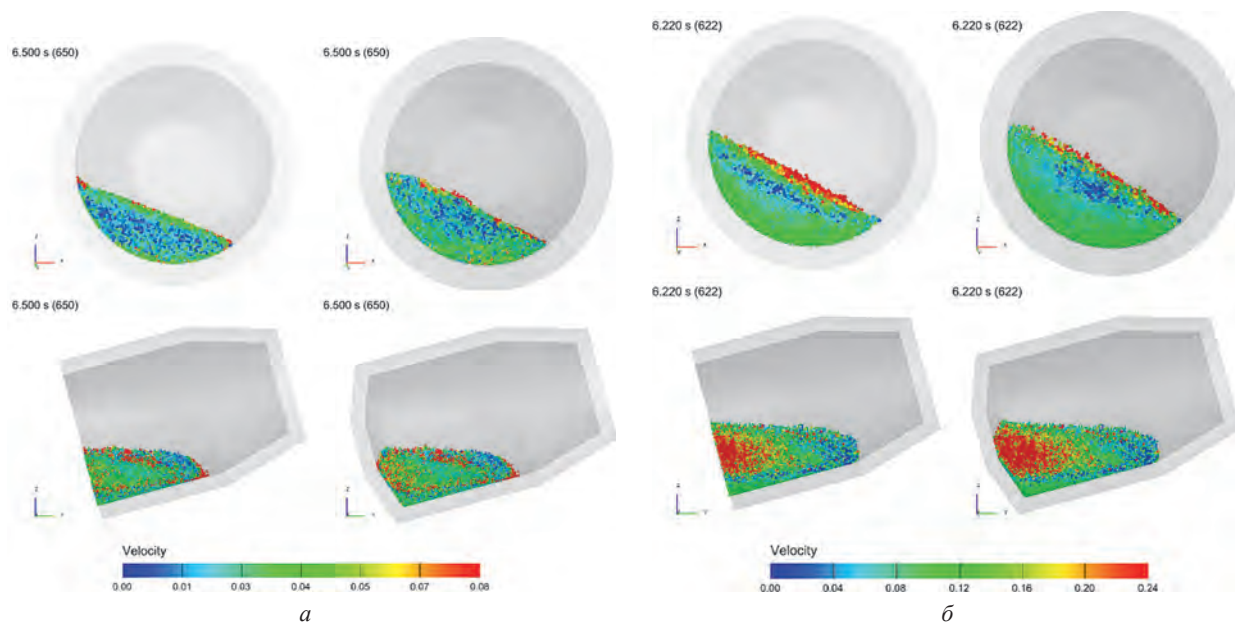 6.500 s (650)
6.500 s (650)
6.220 s (622)
6.220 s (622)
z
x
z
x
z
x
z
x
6.500 s (650)
6.500 s (650)
6.220 s (622)
6.220 s (622)
z
Y
z
Y
z
Y
z
Y
Velocity
0.00 0.01 0.03 0.04 0.05 0.07 0.08
Velocity
0.00 0.04 0.08 0.12 0.16 0.20 0.24
а
б